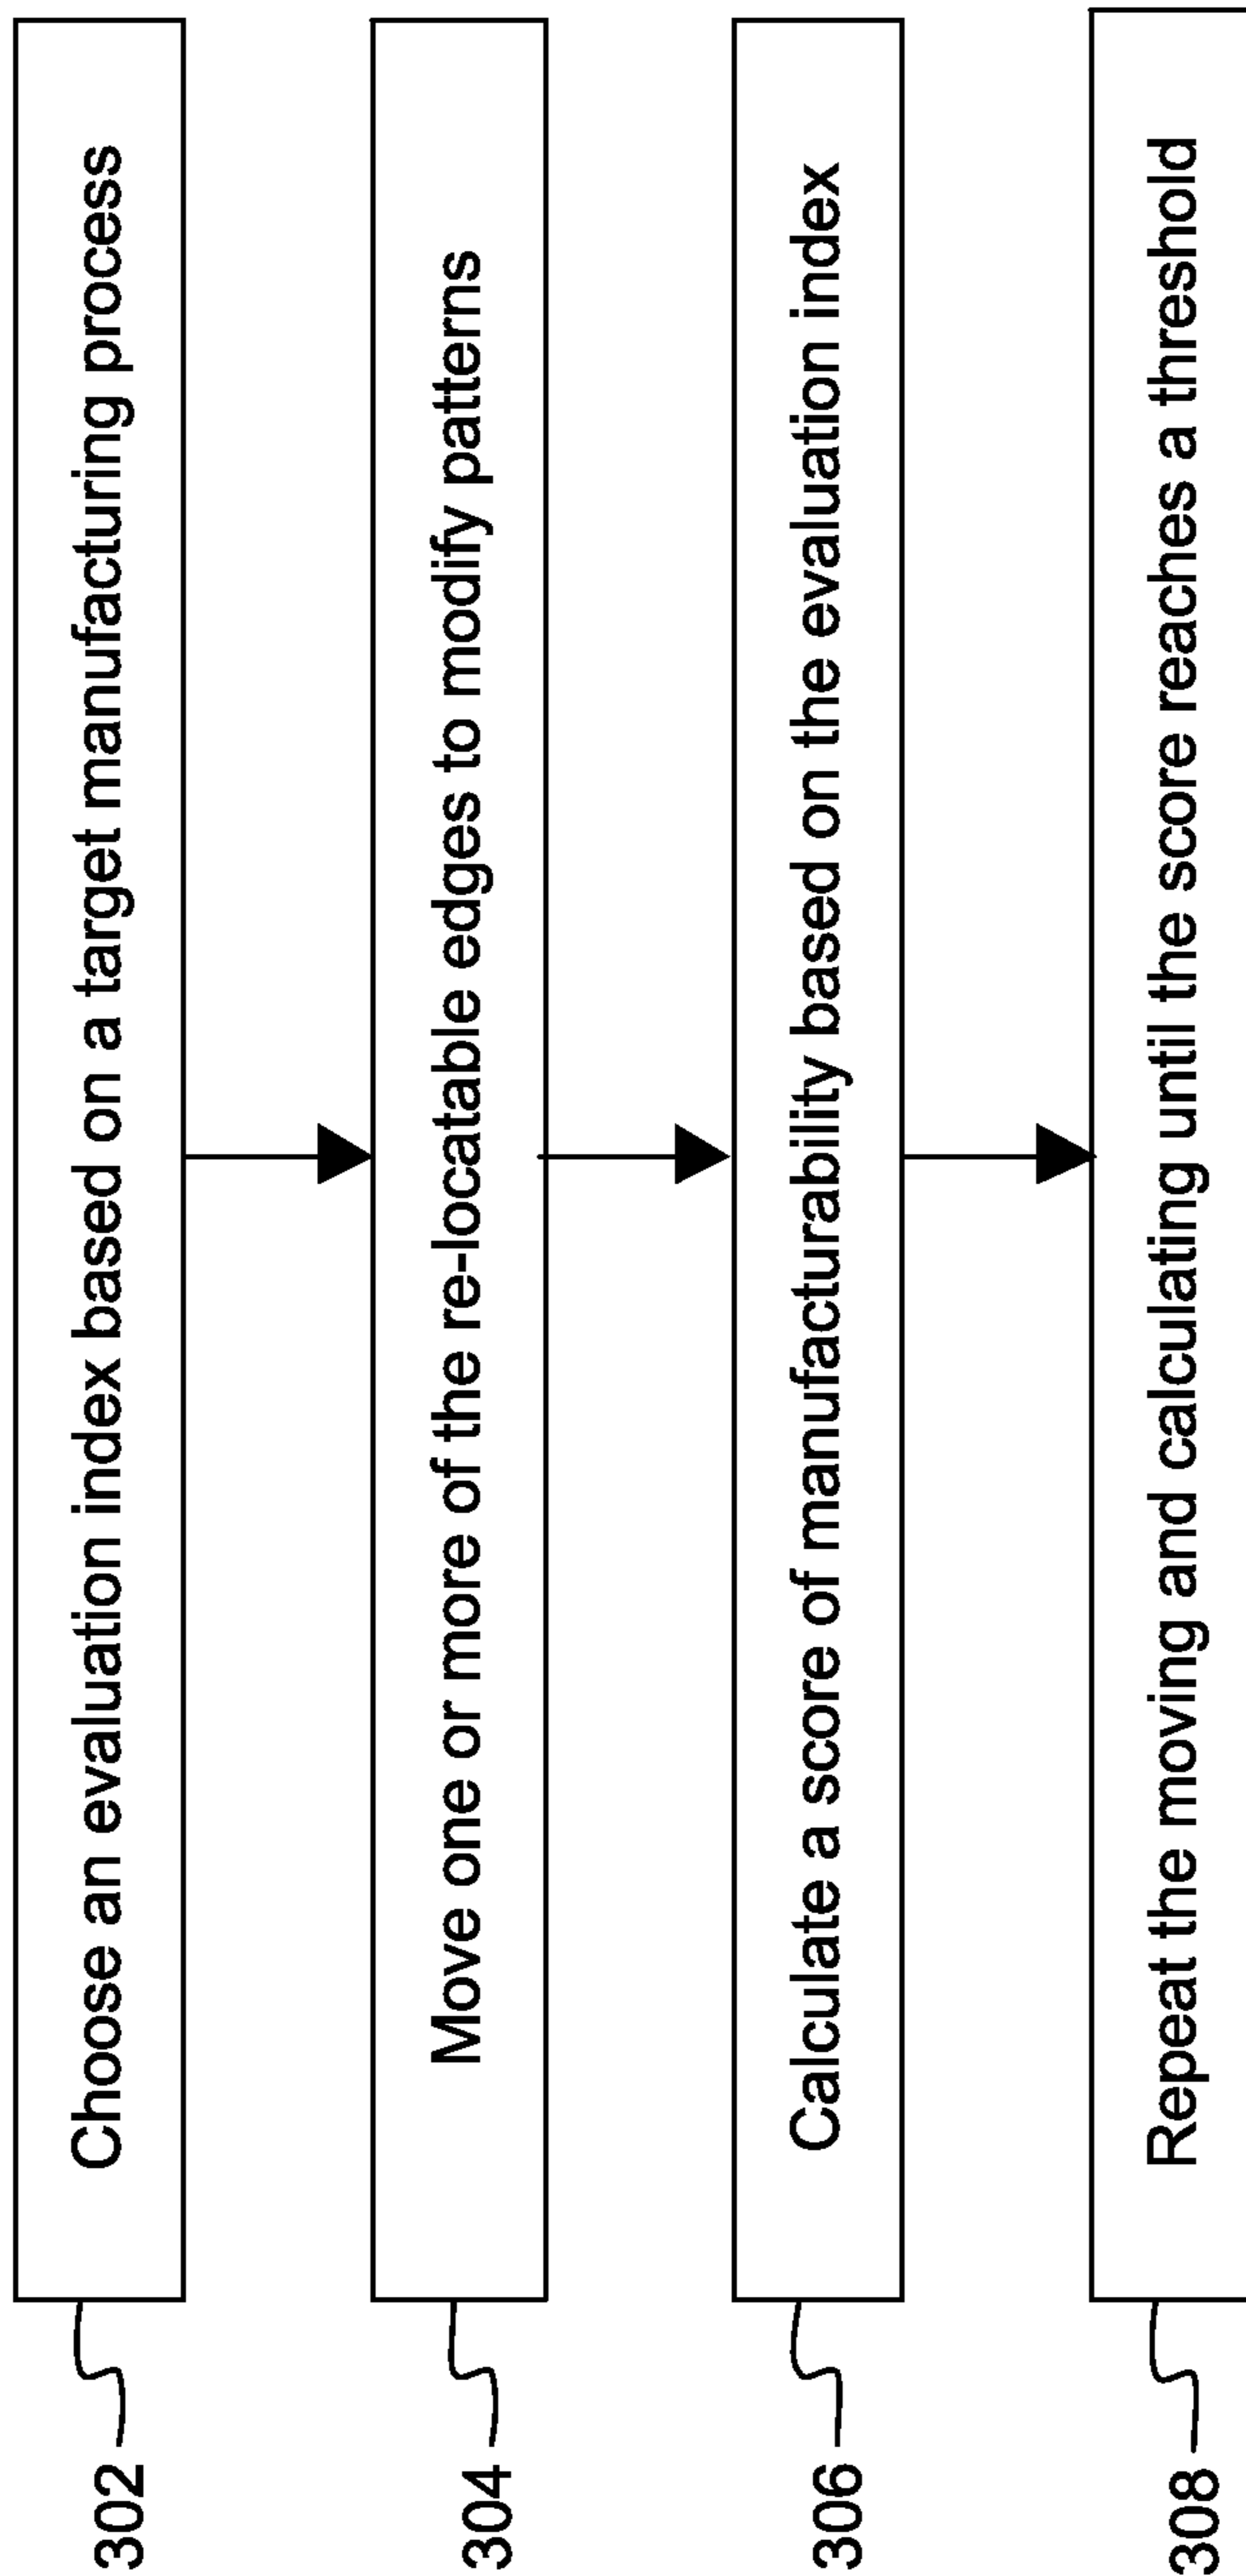 302 Choose an evaluation index based on a target manufacturing process
304 Move one or more of the re-locatable edges to modify patterns
306 Calculate a score of manufacturability based on the evaluation index
308 Repeat the moving and calculating until the score reaches a threshold